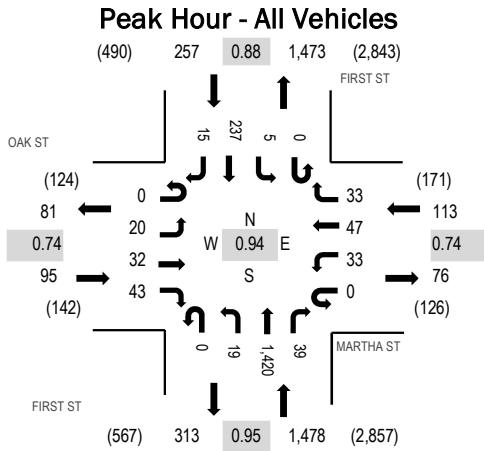 Peak Hour - All Vehicles
(490) 257 0.88 1,473 (2,843)
FIRST ST
OAK ST
15 237 5 0
(124) 0 33 (171)
81 20 47 113
N
0.74 W 0.94 E 0.74
S
95 32 33 76
(142) 43 0 (126)
0 19 1,420 39
MARTHA ST
FIRST ST
(567) 313 0.95 1,478 (2,857)